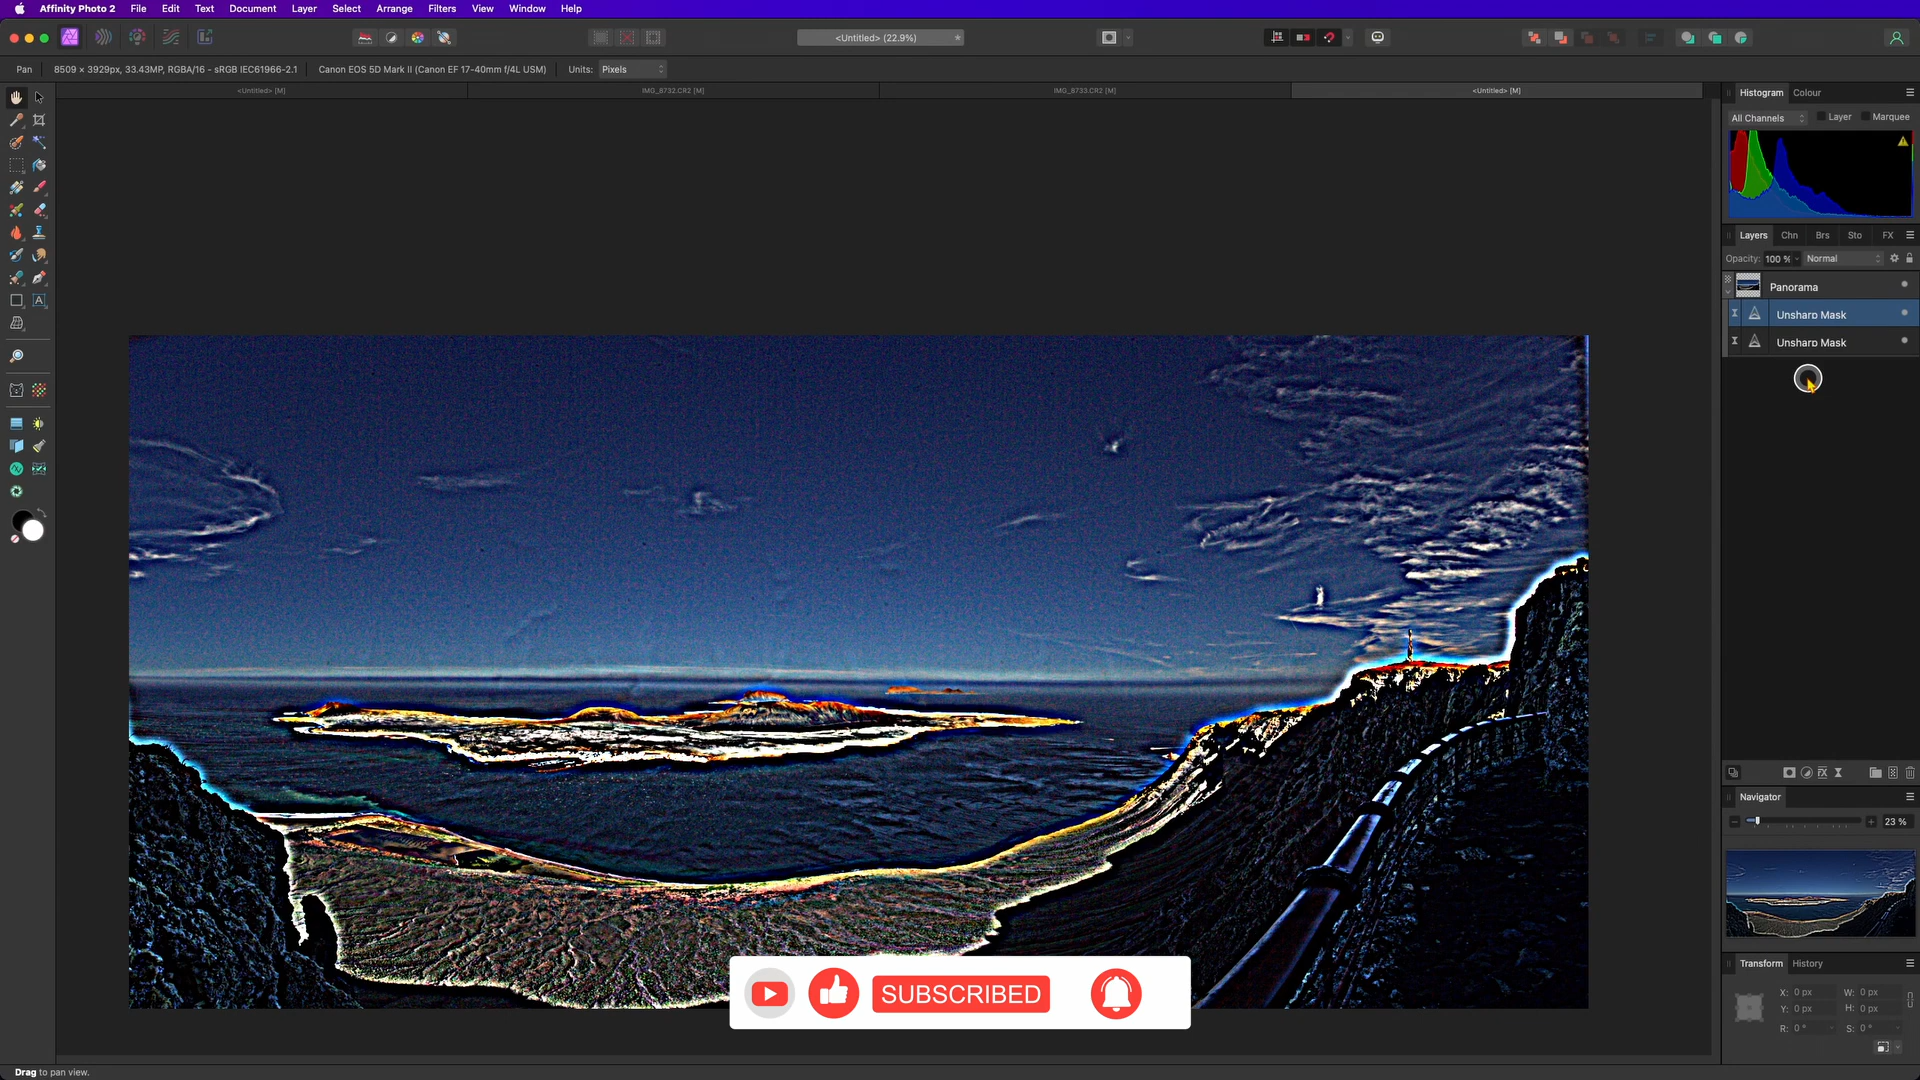 Affinity Photo 2 File Edit Text Document Layer Select Arrange Filters View Window Help
<Untitled> (22.9%) *
Pan 8509 × 3929px, 33.43MP, RGBA/16 - sRGB IEC61966-2.1 Canon EOS 5D Mark II (Canon EF 17-40mm f/4L USM) Units: Pixels
<Untitled> [M] IMG_8732.CR2 [M] IMG_8733.CR2 [M] <Untitled> [M]
Histogram Colour
All Channels Layer Marquee
Layers Chn Brs Sto FX
Opacity: 100 % Normal
Panorama
Unsharp Mask
Unsharp Mask
Navigator
23 %
SUBSCRIBED
Transform History
X: 0 px W: 0 px
Y: 0 px H: 0 px
R: 0 ° S: 0 °
Drag to pan view.